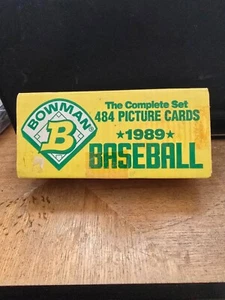 BOWMAN®
B
The Complete Set
484 PICTURE CARDS
★1989★
BASEBALL